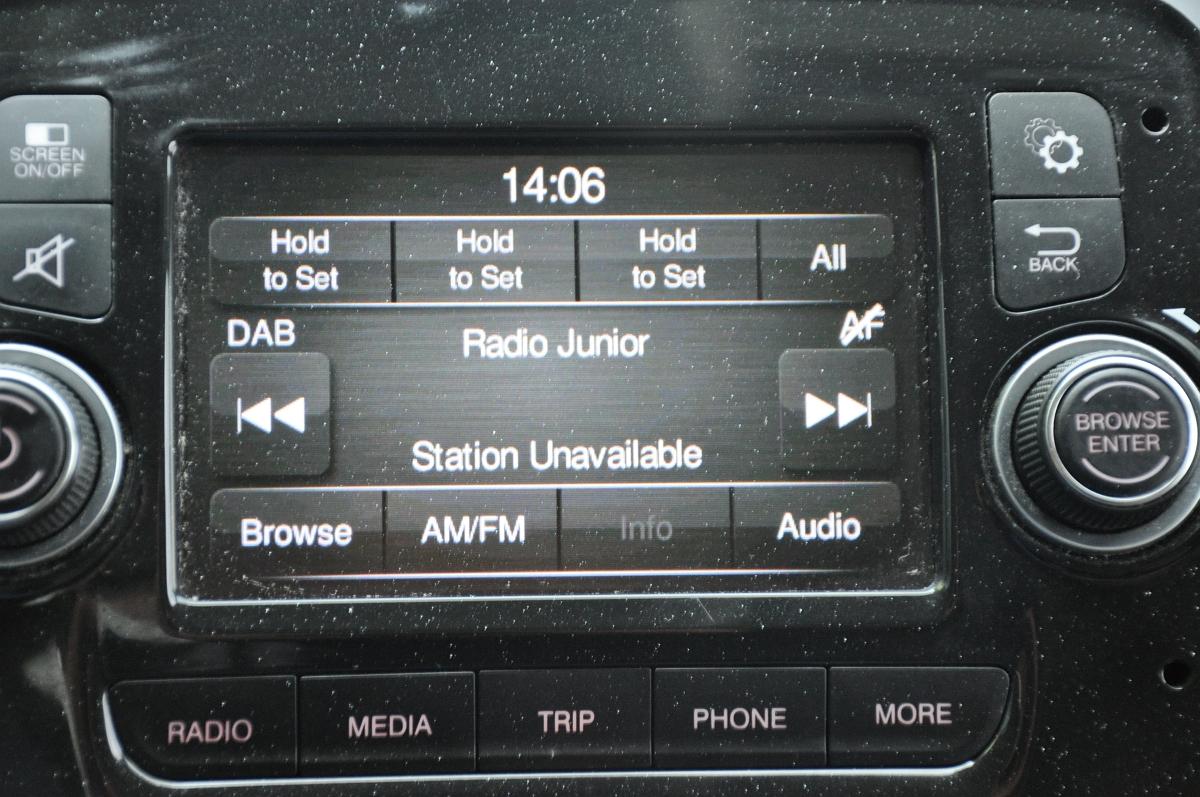 SCREEN
ON/OFF
14:06
Hold
to Set
Hold
to Set
Hold
to Set
All
BACK
DAB
Radio Junior
AF
BROWSE
ENTER
Station Unavailable
Browse
AM/FM
Info
Audio
RADIO
MEDIA
TRIP
PHONE
MORE